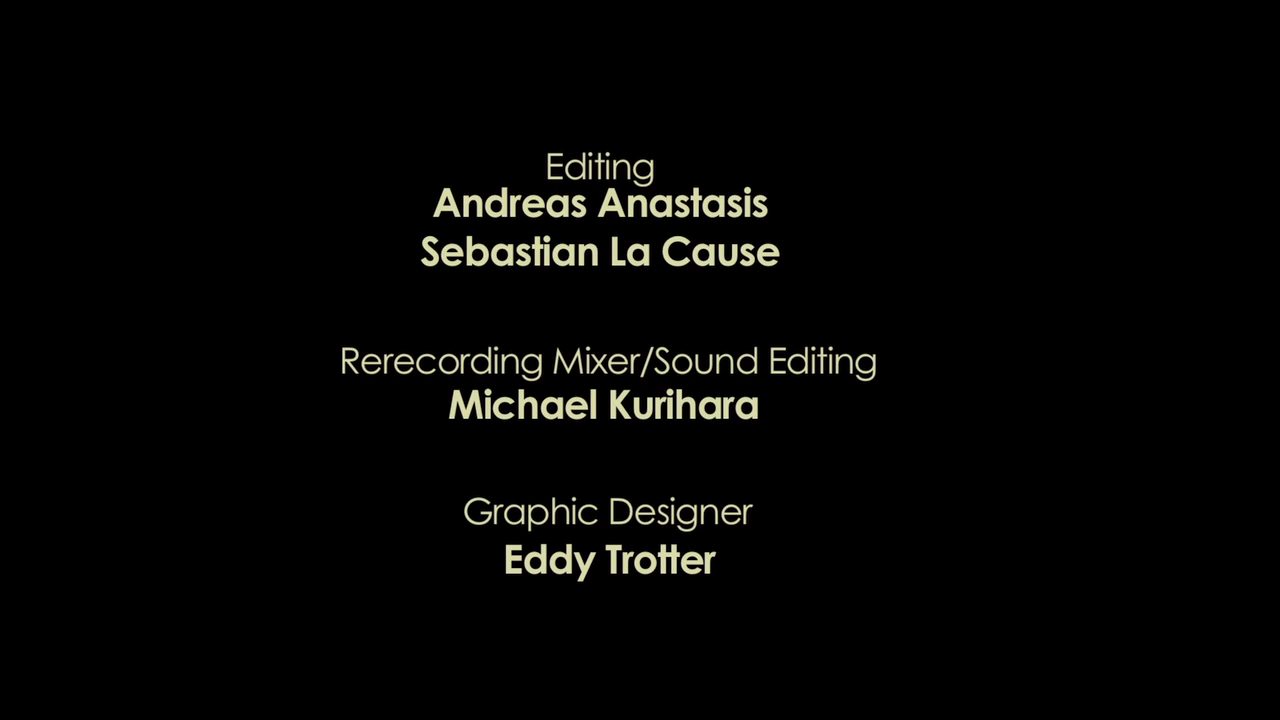 Editing
Andreas Anastasis
Sebastian La Cause
Rerecording Mixer/Sound Editing
Michael Kurihara
Graphic Designer
Eddy Trotter